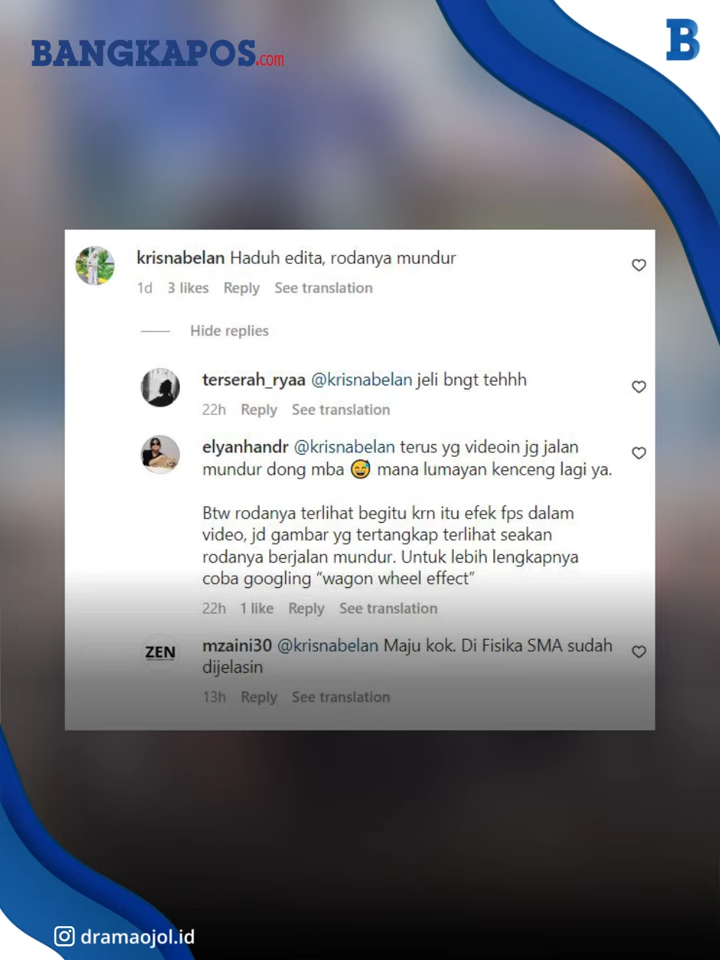 BANGKAPOS.com
B
krisnabelan Haduh edita, rodanya mundur
1d 3 likes Reply See translation
Hide replies
terserah_ryaa @krisnabelan jeli bngt tehhh
22h Reply See translation
elyanhandr @krisnabelan terus yg videoin jg jalan
mundur dong mba 😅 mana lumayan kenceng lagi ya.
Btw rodanya terlihat begitu krn itu efek fps dalam
video, jd gambar yg tertangkap terlihat seakan
rodanya berjalan mundur. Untuk lebih lengkapnya
coba googling “wagon wheel effect”
22h 1 like Reply See translation
ZEN
mzaini30 @krisnabelan Maju kok. Di Fisika SMA sudah
dijelasin
13h Reply See translation
dramaojol.id